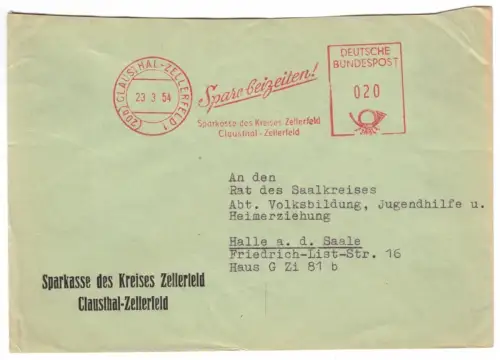 (20b) CLAUSTHAL-ZELLERFELD 1
23 3 54
Spare beizeiten!
Sparkasse des Kreises Zellerfeld
Clausthal-Zellerfeld
DEUTSCHE
BUNDESPOST
020
An den
Rat des Saalkreises
Abt. Volksbildung, Jugendhilfe u.
Heimerziehung
Halle a. d. Saale
Friedrich-List-Str. 16
Haus G Zi 81 b
Sparkasse des Kreises Zellerfeld
Clausthal-Zellerfeld